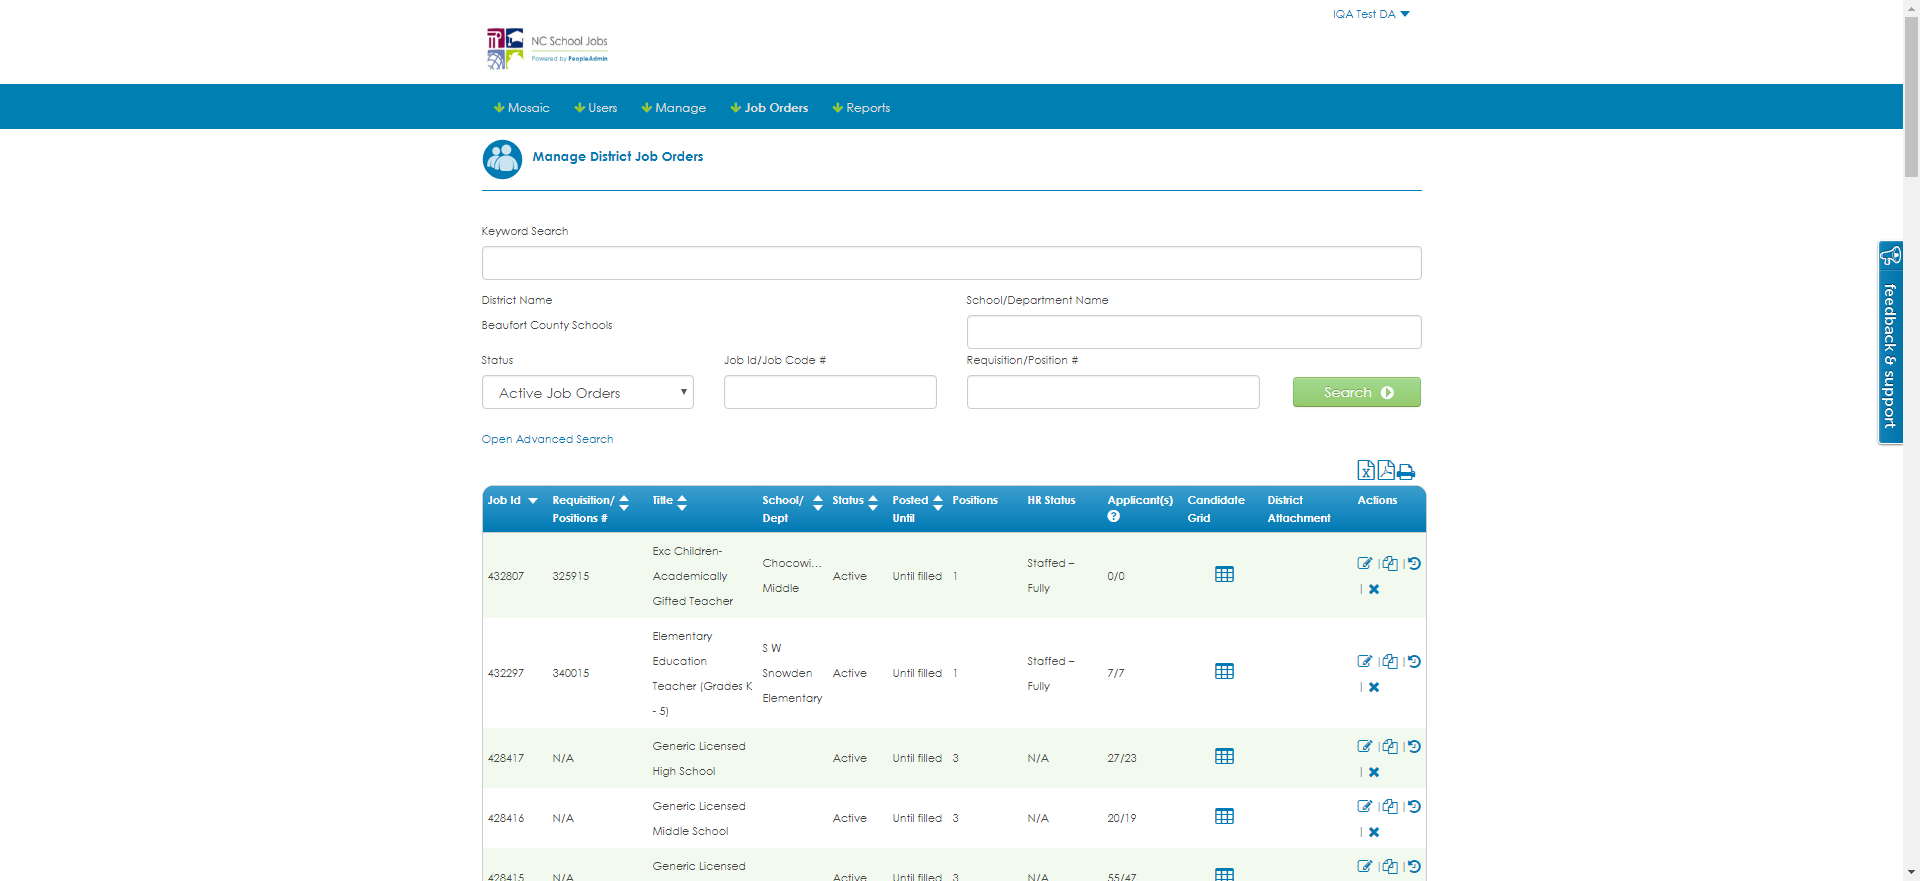 IQA Test DA
NC School Jobs
Powered by PeopleAdmin
Mosaic Users Manage Job Orders Reports
Manage District Job Orders
Keyword Search
District Name School/Department Name
Beaufort County Schools
Status Job Id/Job Code # Requisition/Position #
Active Job Orders Search
Open Advanced Search
feedback & support
Job Id Requisition/ Title School/ Status Posted Positions HR Status Applicant(s) Candidate District Actions
Positions # Dept Until ? Grid Attachment
Exc Children-
Chocowi... Staffed –
432807 325915 Academically Active Until filled 1 0/0
Middle Fully
Gifted Teacher
Elementary
S W
Education Staffed –
432297 340015 Snowden Active Until filled 1 7/7
Teacher (Grades K Fully
Elementary
- 5)
Generic Licensed
428417 N/A Active Until filled 3 N/A 27/23
High School
Generic Licensed
428416 N/A Active Until filled 3 N/A 20/19
Middle School
Generic Licensed
428415 N/A Active Until filled 3 N/A 55/47